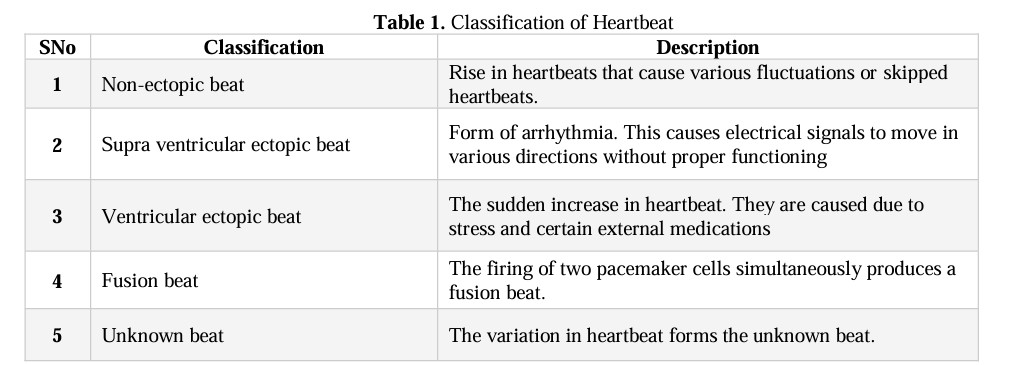 Table 1. Classification of Heartbeat
SNo Classification Description
1 Non-ectopic beat Rise in heartbeats that cause various fluctuations or skipped
heartbeats.
2 Supra ventricular ectopic beat Form of arrhythmia. This causes electrical signals to move in
various directions without proper functioning
3 Ventricular ectopic beat The sudden increase in heartbeat. They are caused due to
stress and certain external medications
4 Fusion beat The firing of two pacemaker cells simultaneously produces a
fusion beat.
5 Unknown beat The variation in heartbeat forms the unknown beat.